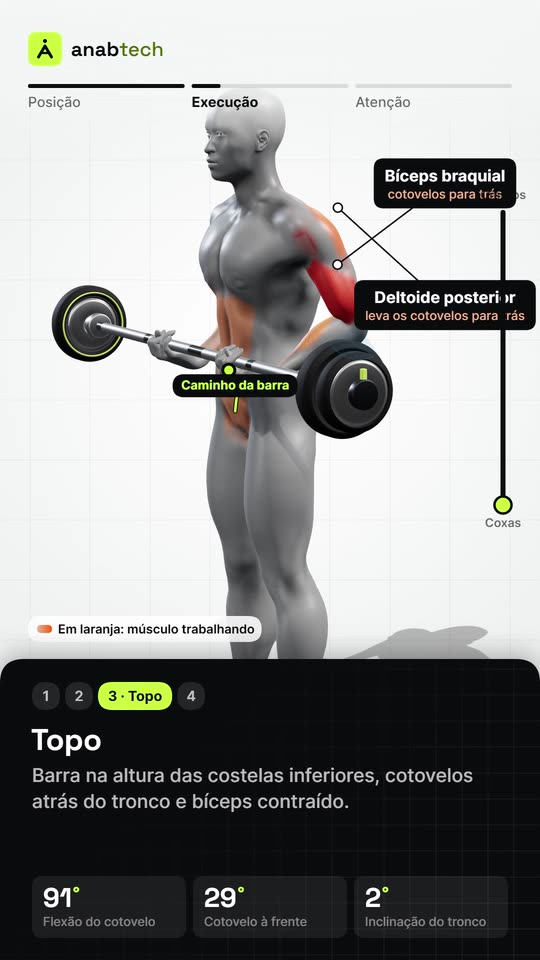 anabtech
Posição
Execução
Atenção
Bíceps braquial
cotovelos para trás
Deltoide posterior
leva os cotovelos para rás
Caminho da barra
Coxas
Em laranja: músculo trabalhando
1
2
3 · Topo
4
Topo
Barra na altura das costelas inferiores, cotovelos
atrás do tronco e bíceps contraído.
91°
Flexão do cotovelo
29°
Cotovelo à frente
2°
Inclinação do tronco